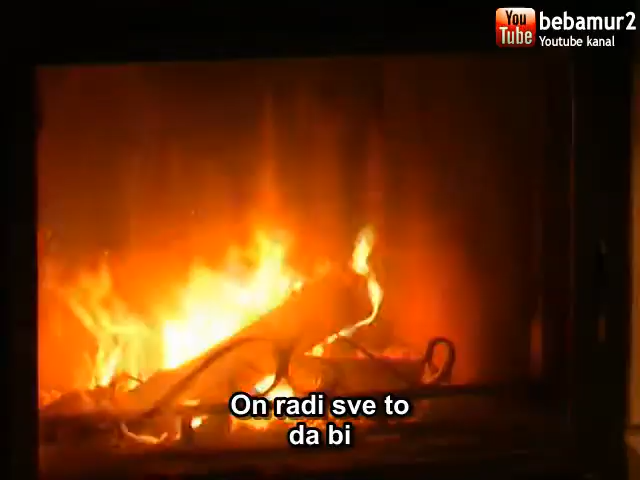 You
Tube
bebamur2
Youtube kanal
On radi sve to
da bi